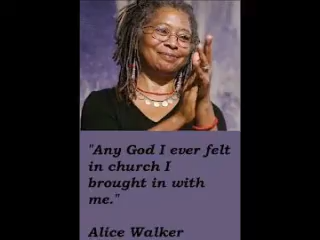 "Any God I ever felt
in church I
brought in with
me."
Alice Walker